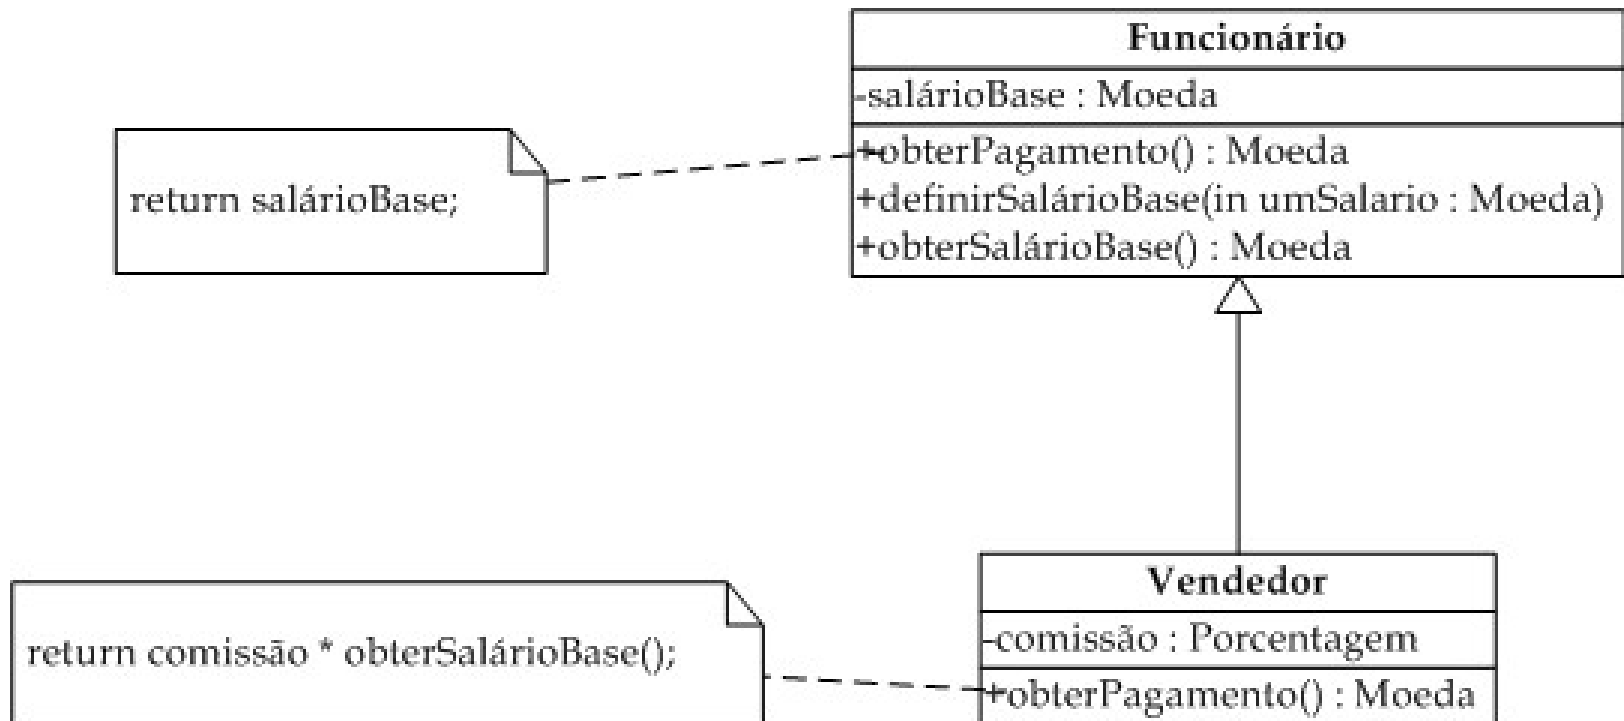 Funcionário
-salárioBase : Moeda
+obterPagamento() : Moeda
+definirSalárioBase(in umSalario : Moeda)
+obterSalárioBase() : Moeda
return salárioBase;
Vendedor
-comissão : Porcentagem
+obterPagamento() : Moeda
return comissão * obterSalárioBase();